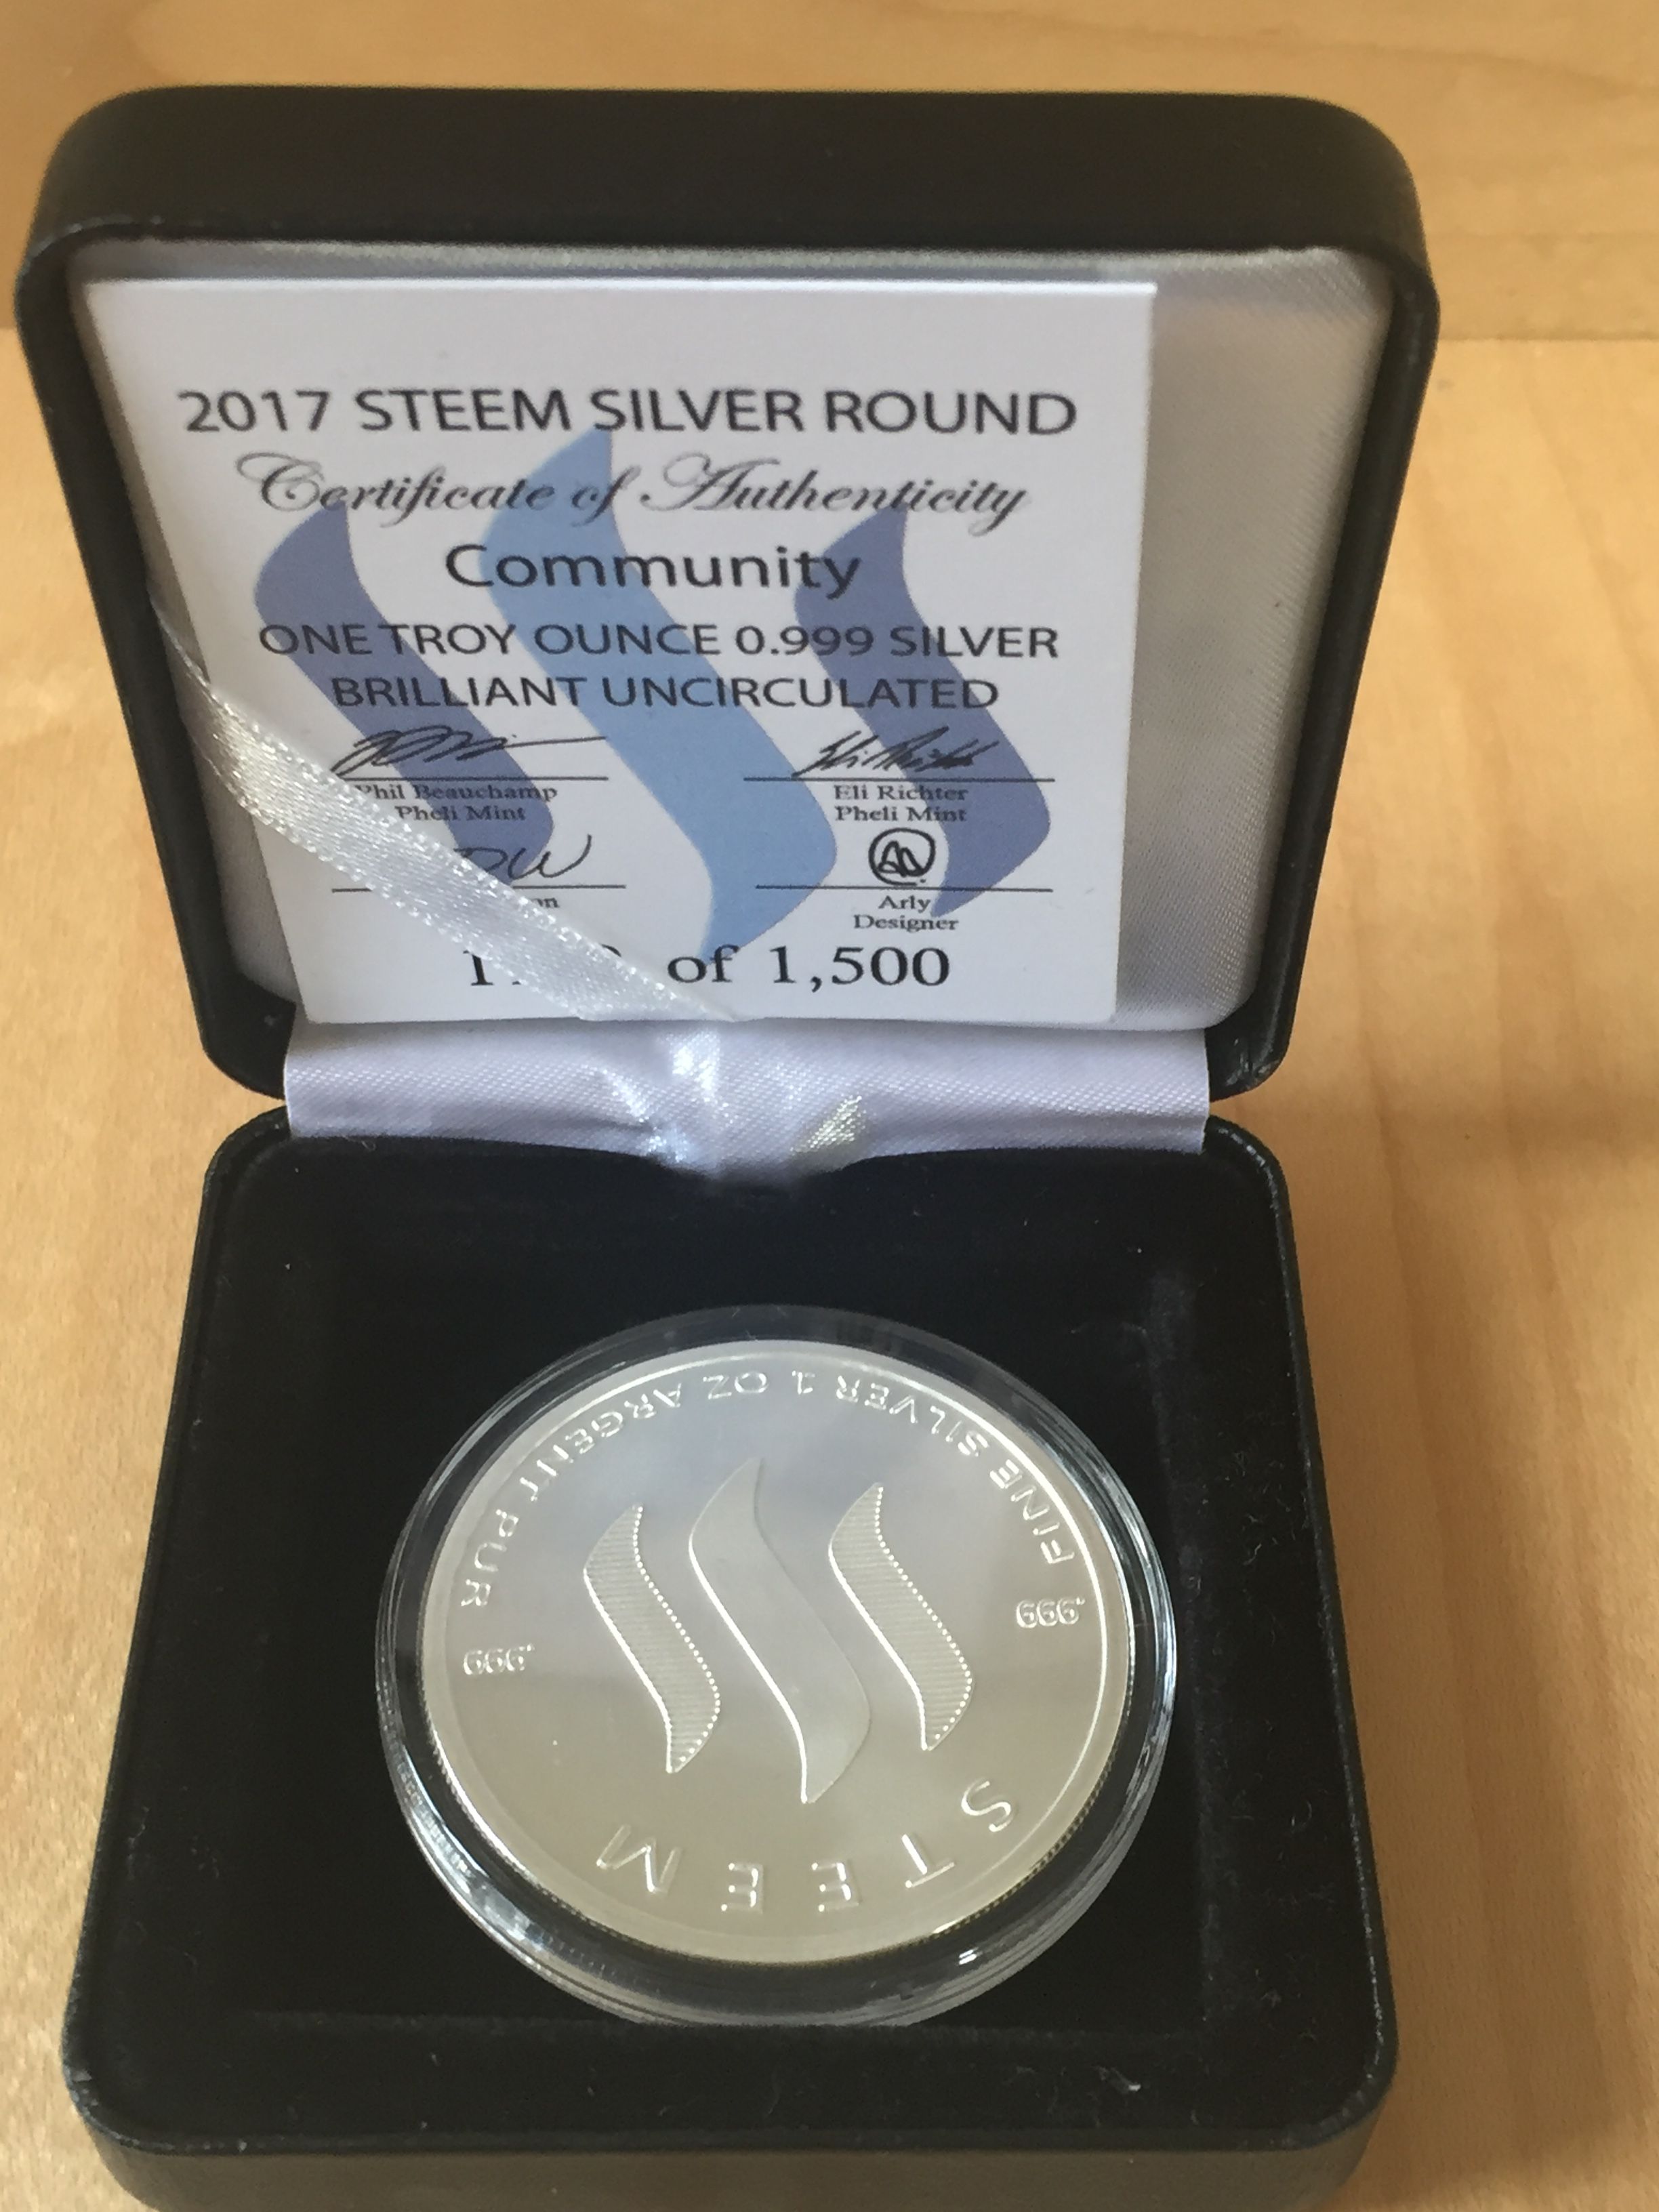 2017 STEEM SILVER ROUND
Certificate of Authenticity
Community
ONE TROY OUNCE 0.999 SILVER
BRILLIANT UNCIRCULATED
Phil Beauchamp
Pheli Mint
Eli Richter
Pheli Mint
DW
Arly
Designer
of 1,500
.999 FINE SILVER 1 OZ ARGENT PUR .999
STEEM